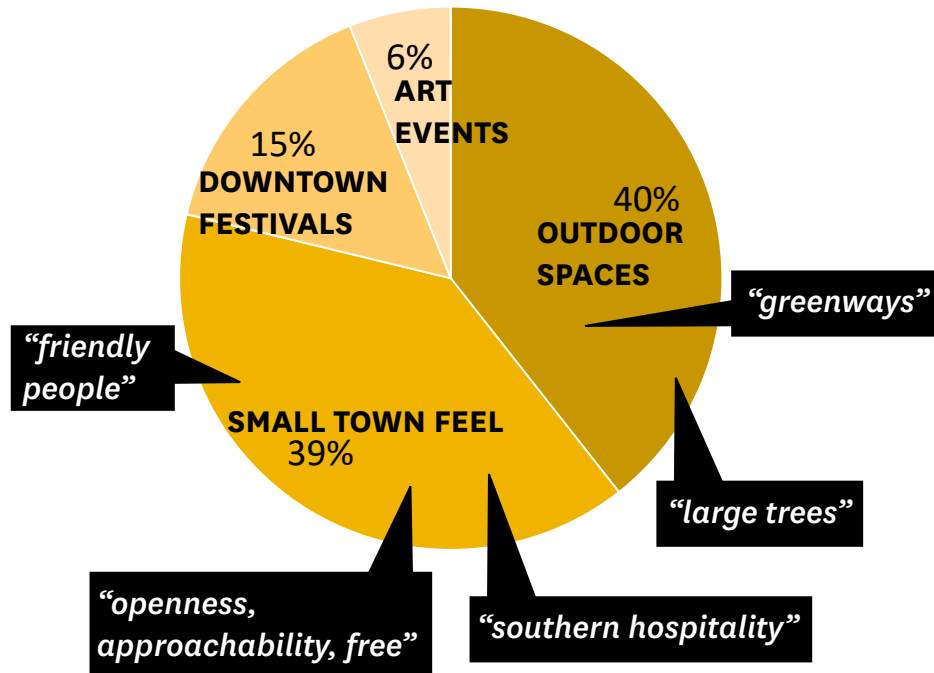 6%
ART
EVENTS
15%
DOWNTOWN
FESTIVALS
40%
OUTDOOR
SPACES
“greenways”
“friendly
people”
SMALL TOWN FEEL
39%
“large trees”
“openness,
approachability, free”
“southern hospitality”